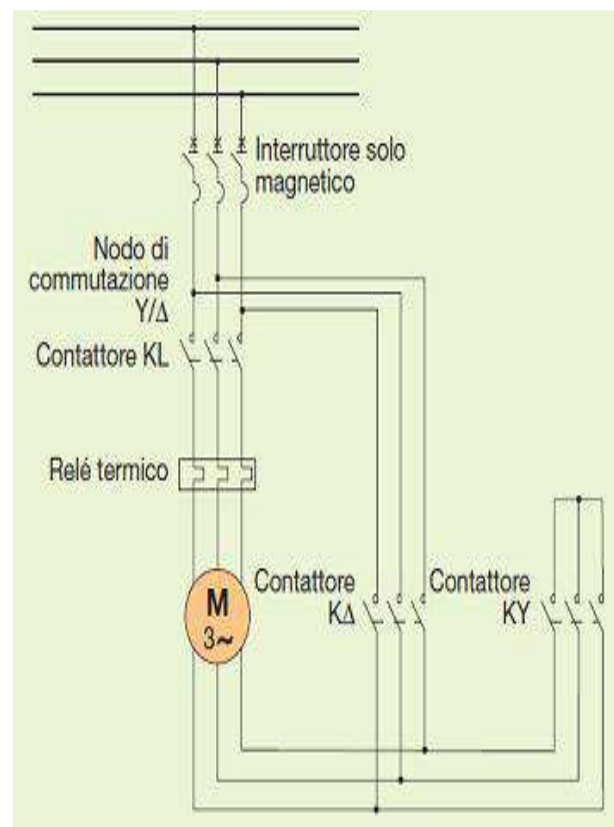 Interruttore solo
magnetico
Nodo di
commutazione
Y/Δ
Contattore KL
Relé termico
M
3~
Contattore
KΔ
Contattore
KY